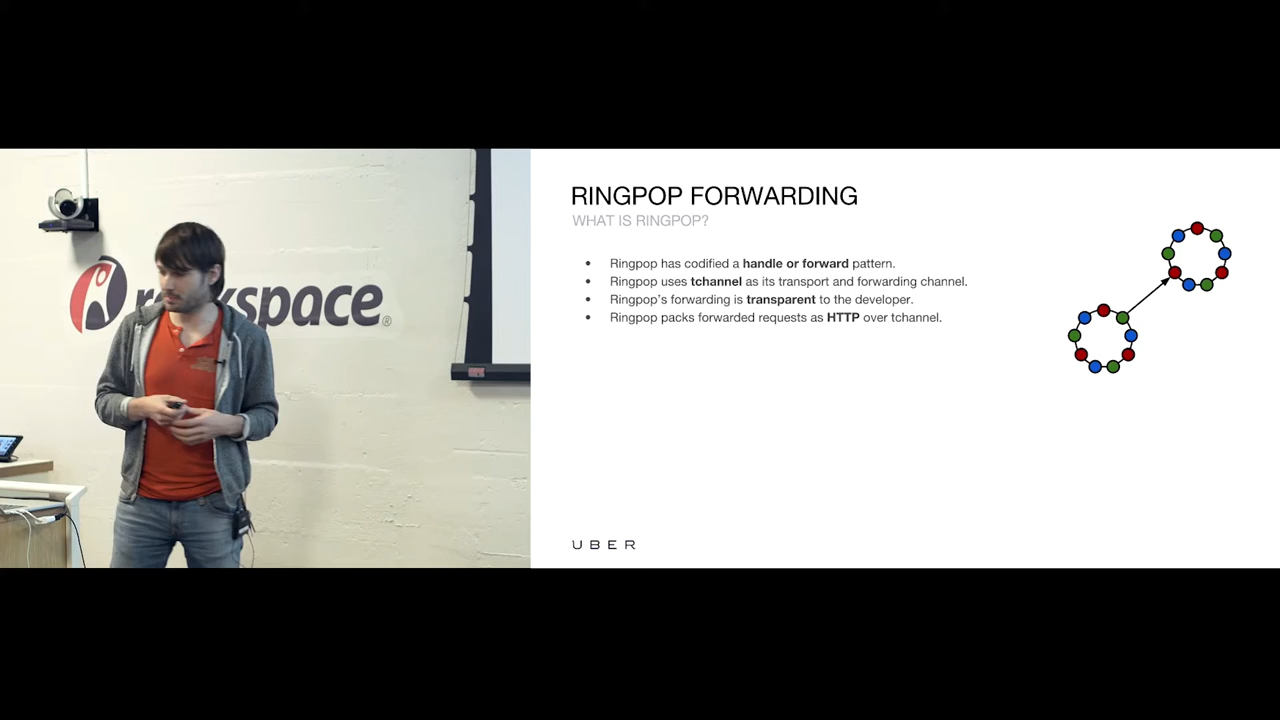 rackspace®
RINGPOP FORWARDING
WHAT IS RINGPOP?
• Ringpop has codified a handle or forward pattern.
• Ringpop uses tchannel as its transport and forwarding channel.
• Ringpop's forwarding is transparent to the developer.
• Ringpop packs forwarded requests as HTTP over tchannel.
UBER